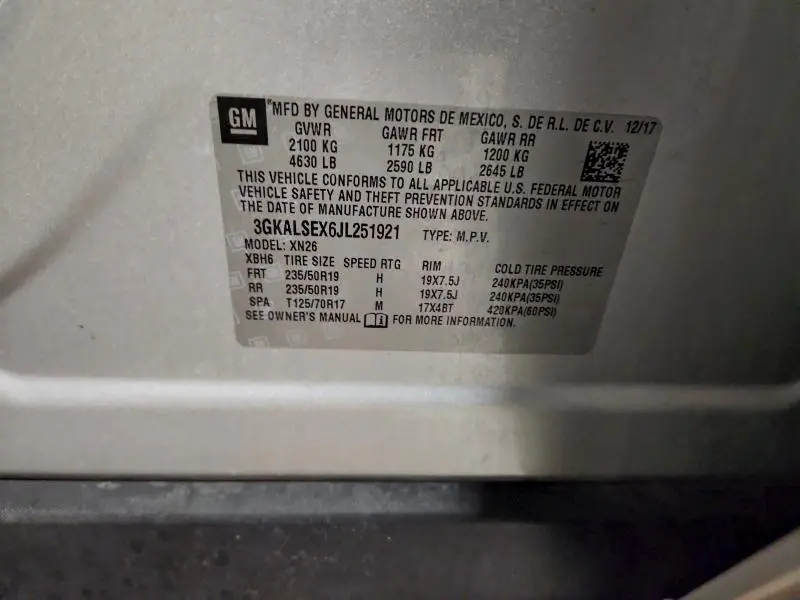 GM MFD BY GENERAL MOTORS DE MEXICO, S. DE R.L. DE C.V. 12/17
GVWR GAWR FRT GAWR RR
2100 KG 1175 KG 1200 KG
4630 LB 2590 LB 2645 LB
THIS VEHICLE CONFORMS TO ALL APPLICABLE U.S. FEDERAL MOTOR
VEHICLE SAFETY AND THEFT PREVENTION STANDARDS IN EFFECT ON
THE DATE OF MANUFACTURE SHOWN ABOVE.
3GKALSEX6JL251921 TYPE: M.P.V.
MODEL: XN26
XBH6 TIRE SIZE SPEED RTG RIM COLD TIRE PRESSURE
FRT 235/50R19 H 19X7.5J 240KPA(35PSI)
RR 235/50R19 H 19X7.5J 240KPA(35PSI)
SPA T125/70R17 M 17X4BT 420KPA(60PSI)
SEE OWNER'S MANUAL FOR MORE INFORMATION.